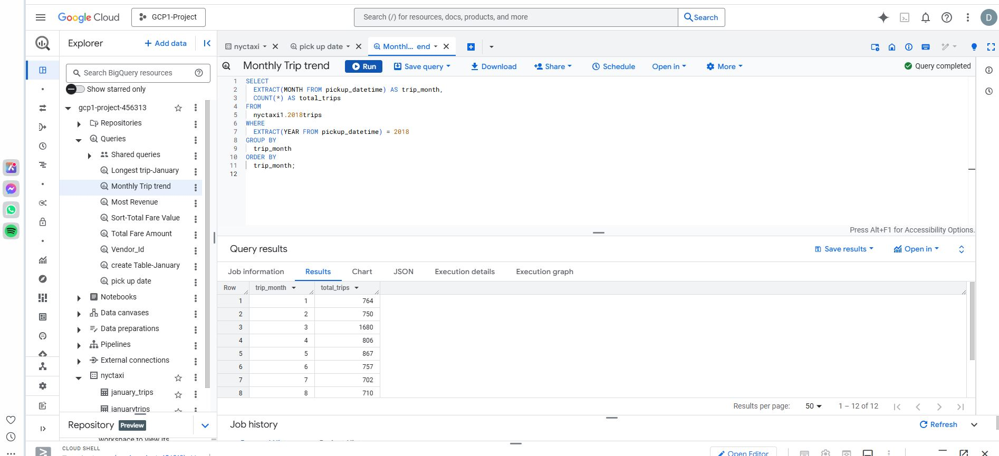 Google Cloud
GCP1-Project
Search (/) for resources, docs, products, and more
Search
D
Explorer
+ Add data
Search BigQuery resources
Show starred only
gcp1-project-456313
Repositories
Queries
Shared queries
Longest trip-January
Monthly Trip trend
Most Revenue
Sort-Total Fare Value
Total Fare Amount
Vendor_Id
create Table-January
pick up date
Notebooks
Data canvases
Data preparations
Pipelines
External connections
nyctaxi
january_trips
januarytrips
Repository Preview
workspace to view its
nyctaxi
pick up date
Monthl... end
Monthly Trip trend
Run
Save query
Download
Share
Schedule
Open in
More
Query completed
1 SELECT
2 EXTRACT(MONTH FROM pickup_datetime) AS trip_month,
3 COUNT(*) AS total_trips
4 FROM
5 nyctaxi1.2018trips
6 WHERE
7 EXTRACT(YEAR FROM pickup_datetime) = 2018
8 GROUP BY
9 trip_month
10 ORDER BY
11 trip_month;
12
Press Alt+F1 for Accessibility Options.
Query results
Save results
Open in
Job information Results Chart JSON Execution details Execution graph
Row trip_month total_trips
1 1 764
2 2 750
3 3 1680
4 4 806
5 5 867
6 6 757
7 7 702
8 8 710
Results per page: 50 1 – 12 of 12
Job history
Refresh
CLOUD SHELL
Open Editor